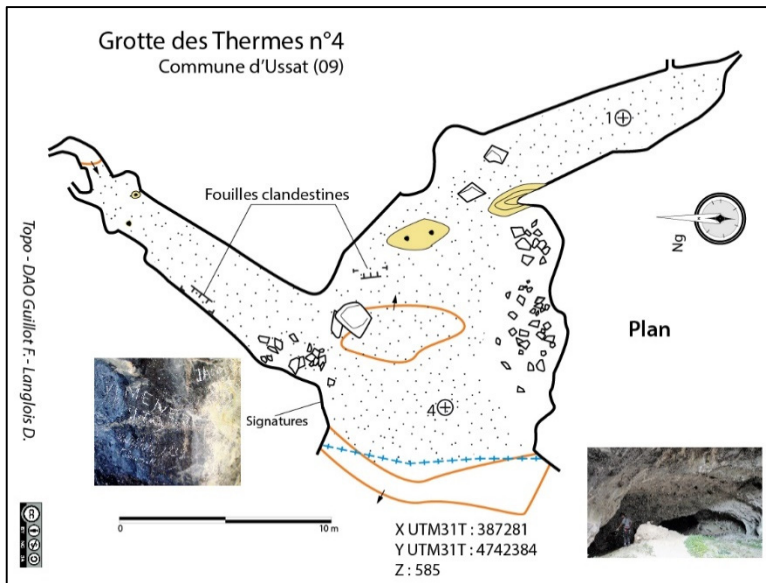 Grotte des Thermes n°4
Commune d'Ussat (09)
1
Fouilles clandestines
Ng
Topo - DAO Guillot F. - Langlois D.
Plan
4
Signatures
0
10 m
X UTM31T : 387281
Y UTM31T : 4742384
Z : 585